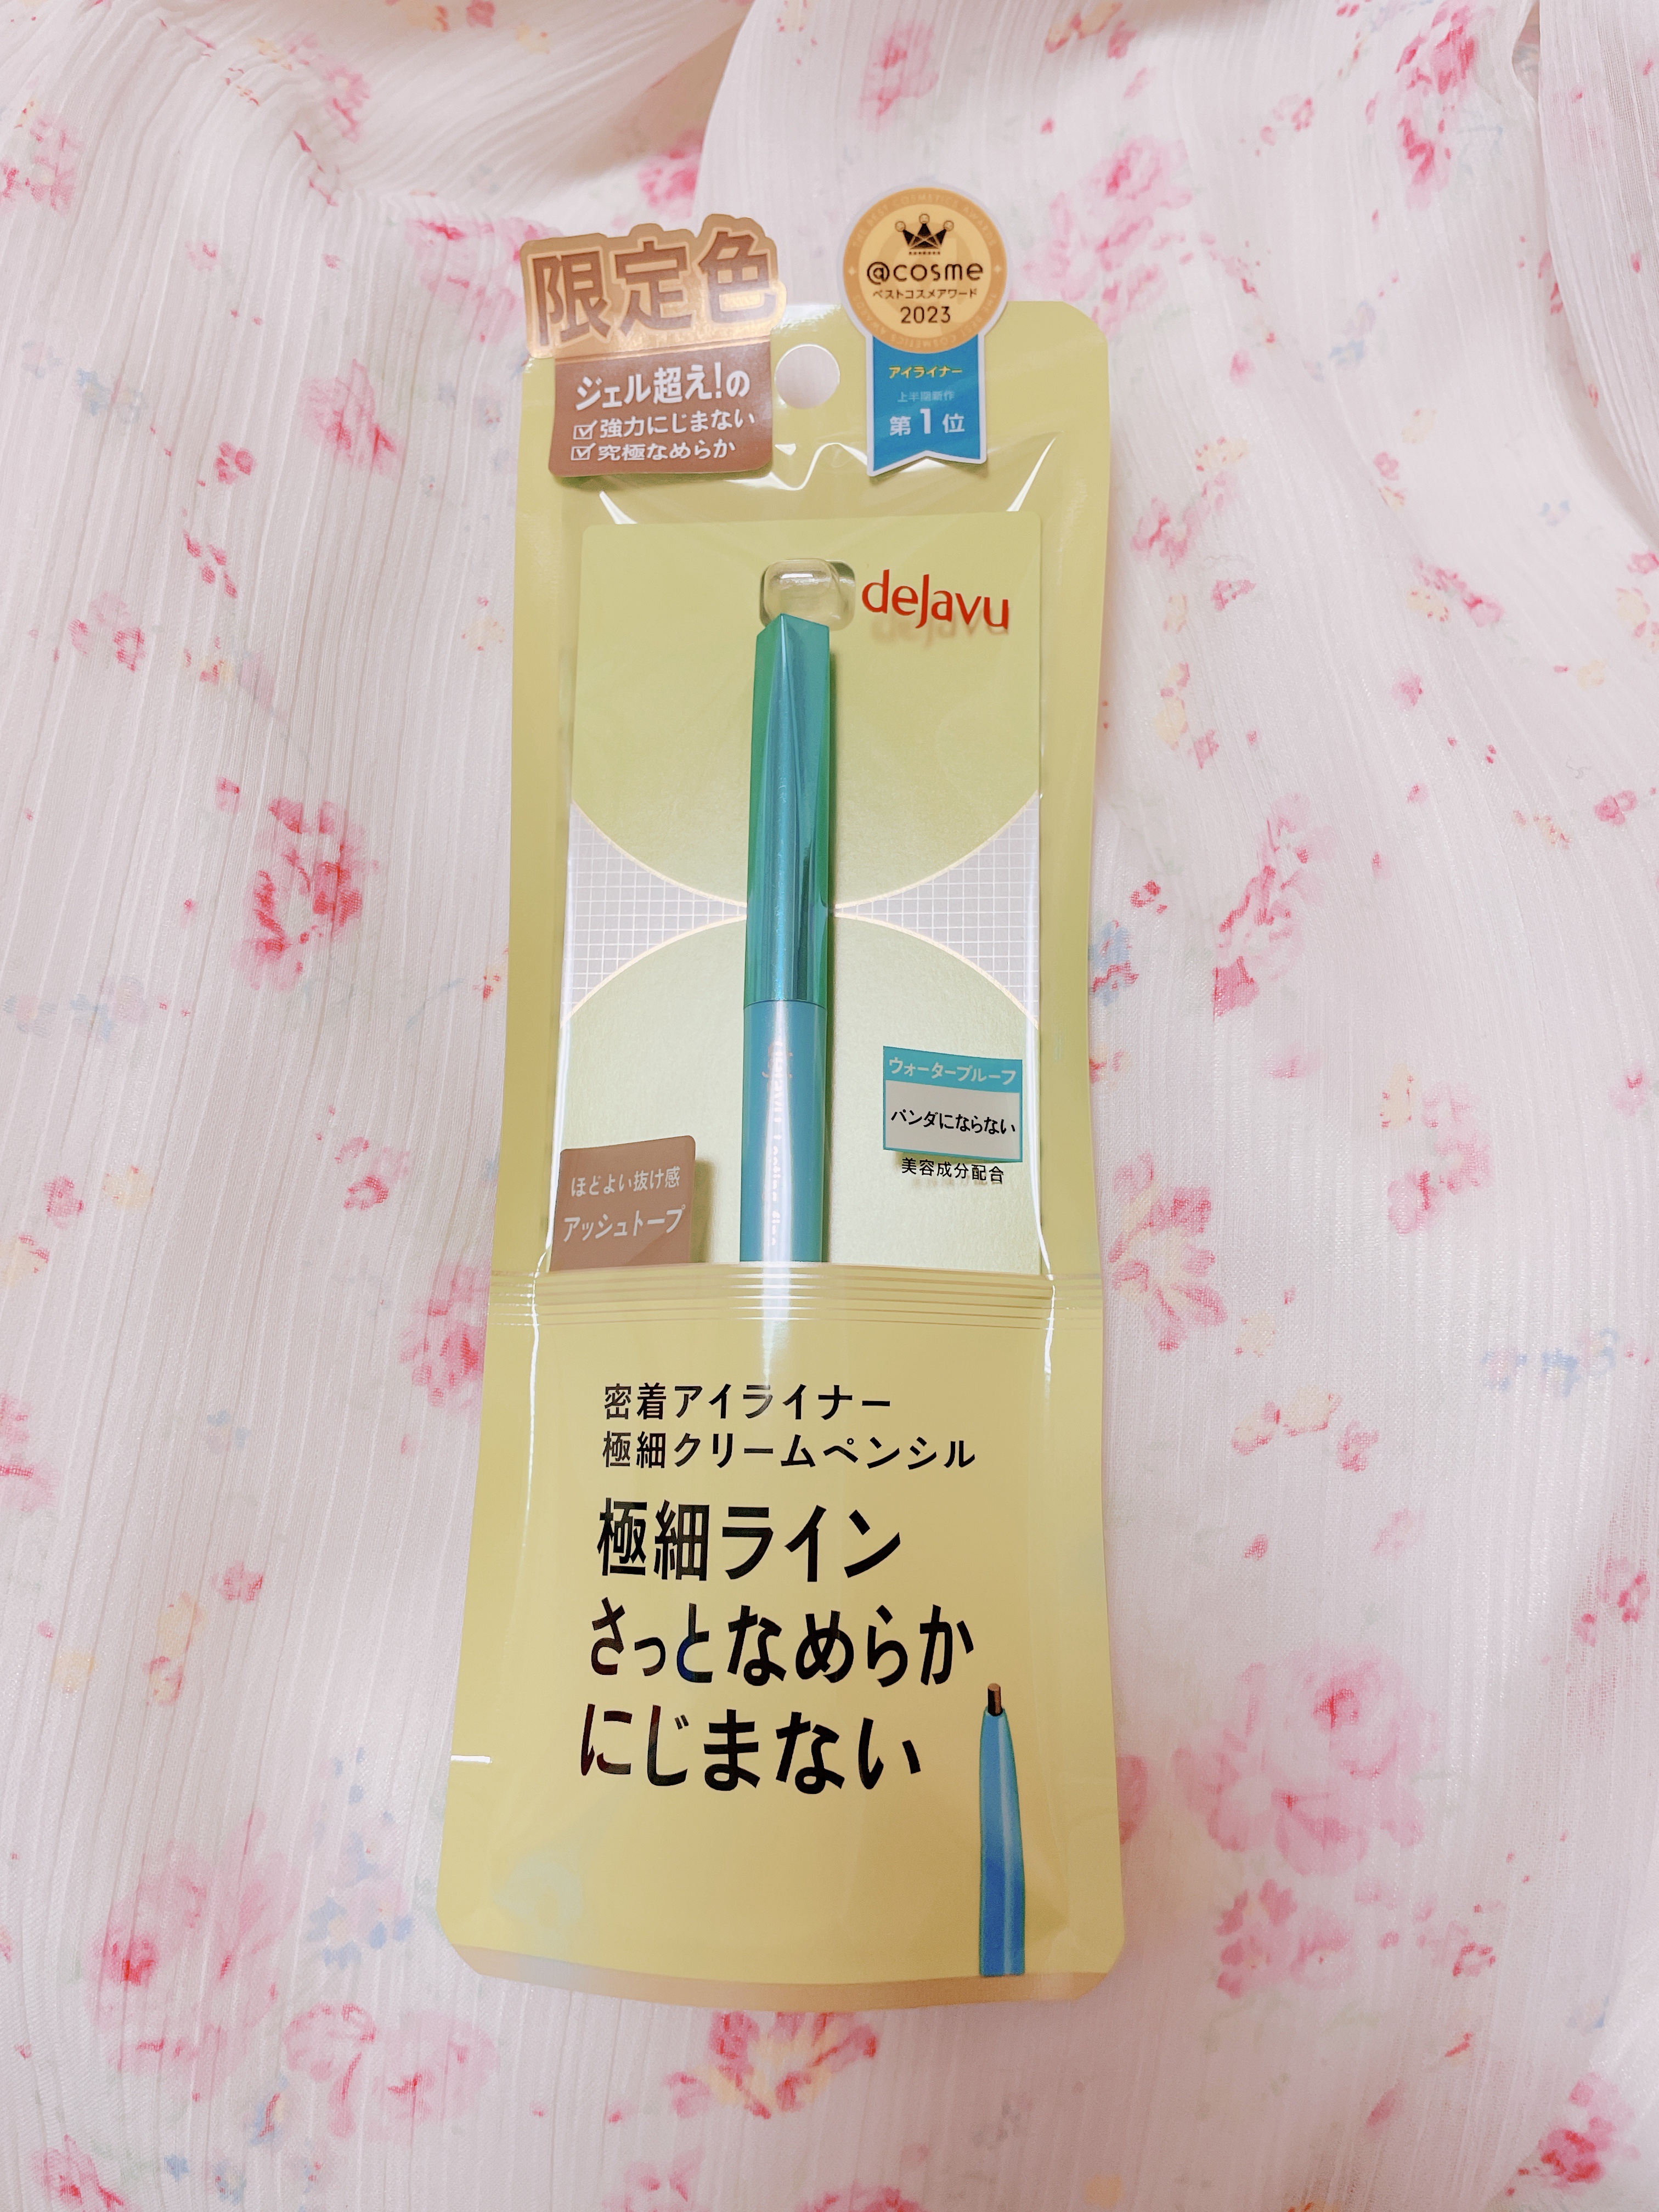 限定色
ジェル超え!の
☑強力にじまない
☑究極なめらか
@cosme
ベストコスメアワード
2023
アイライナー
上半期新作
第1位
dejavu
ウォータープルーフ
パンダにならない
美容成分配合
ほどよい抜け感
アッシュトープ
密着アイライナー
極細クリームペンシル
極細ライン
さっとなめらか
にじまない